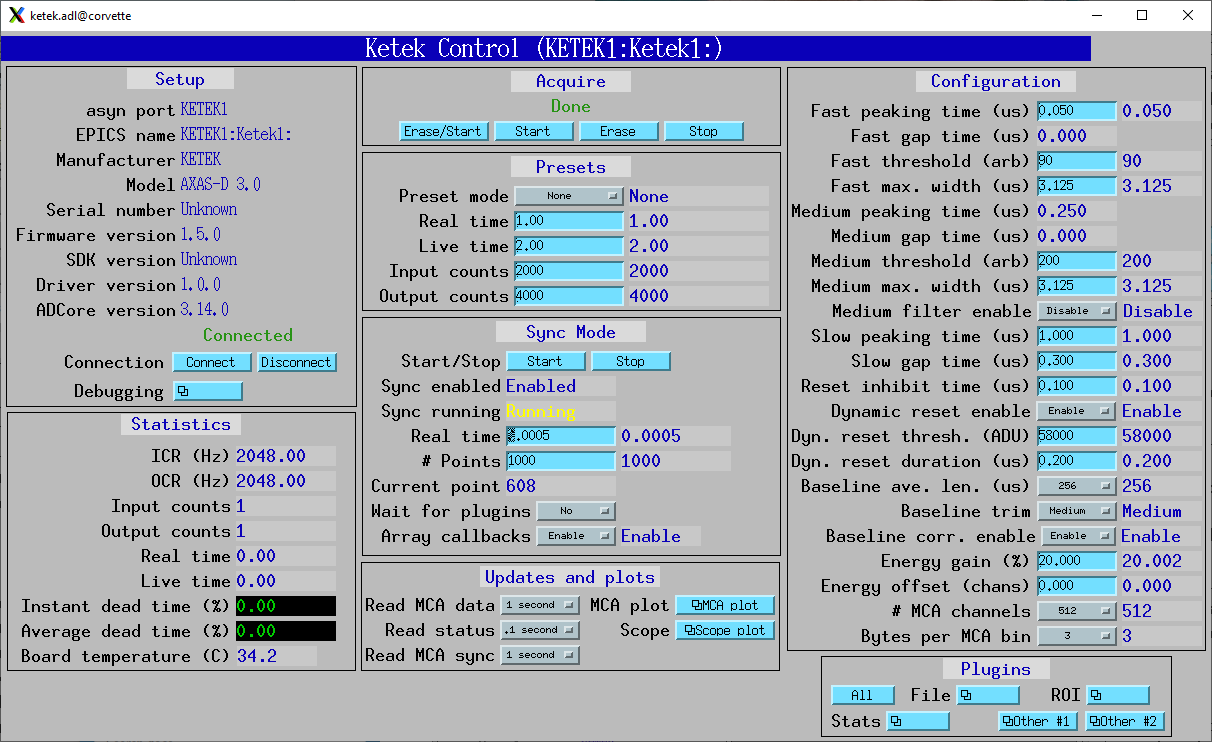 ketek.adl@corvette
Ketek Control (KETEK1:Ketek1:)
Setup
asyn port KETEK1
EPICS name KETEK1:Ketek1:
Manufacturer KETEK
Model AXAS-D 3.0
Serial number Unknown
Firmware version 1.5.0
SDK version Unknown
Driver version 1.0.0
ADCore version 3.14.0
Connected
Connection Connect Disconnect
Debugging
Statistics
ICR (Hz) 2048.00
OCR (Hz) 2048.00
Input counts 1
Output counts 1
Real time 0.00
Live time 0.00
Instant dead time (%) 0.00
Average dead time (%) 0.00
Board temperature (C) 34.2
Acquire
Done
Erase/Start Start Erase Stop
Presets
Preset mode None None
Real time 1.00 1.00
Live time 2.00 2.00
Input counts 2000 2000
Output counts 4000 4000
Sync Mode
Start/Stop Start Stop
Sync enabled Enabled
Sync running Running
Real time 0.0005 0.0005
# Points 1000 1000
Current point 608
Wait for plugins No
Array callbacks Enable Enable
Updates and plots
Read MCA data 1 second MCA plot MCA plot
Read status .1 second Scope Scope plot
Read MCA sync 1 second
Configuration
Fast peaking time (us) 0.050 0.050
Fast gap time (us) 0.000
Fast threshold (arb) 90 90
Fast max. width (us) 3.125 3.125
Medium peaking time (us) 0.250
Medium gap time (us) 0.000
Medium threshold (arb) 200 200
Medium max. width (us) 3.125 3.125
Medium filter enable Disable Disable
Slow peaking time (us) 1.000 1.000
Slow gap time (us) 0.300 0.300
Reset inhibit time (us) 0.100 0.100
Dynamic reset enable Enable Enable
Dyn. reset thresh. (ADU) 58000 58000
Dyn. reset duration (us) 0.200 0.200
Baseline ave. len. (us) 256 256
Baseline trim Medium Medium
Baseline corr. enable Enable Enable
Energy gain (%) 20.000 20.002
Energy offset (chans) 0.000 0.000
# MCA channels 512 512
Bytes per MCA bin 3 3
Plugins
All File ROI
Stats Other #1 Other #2